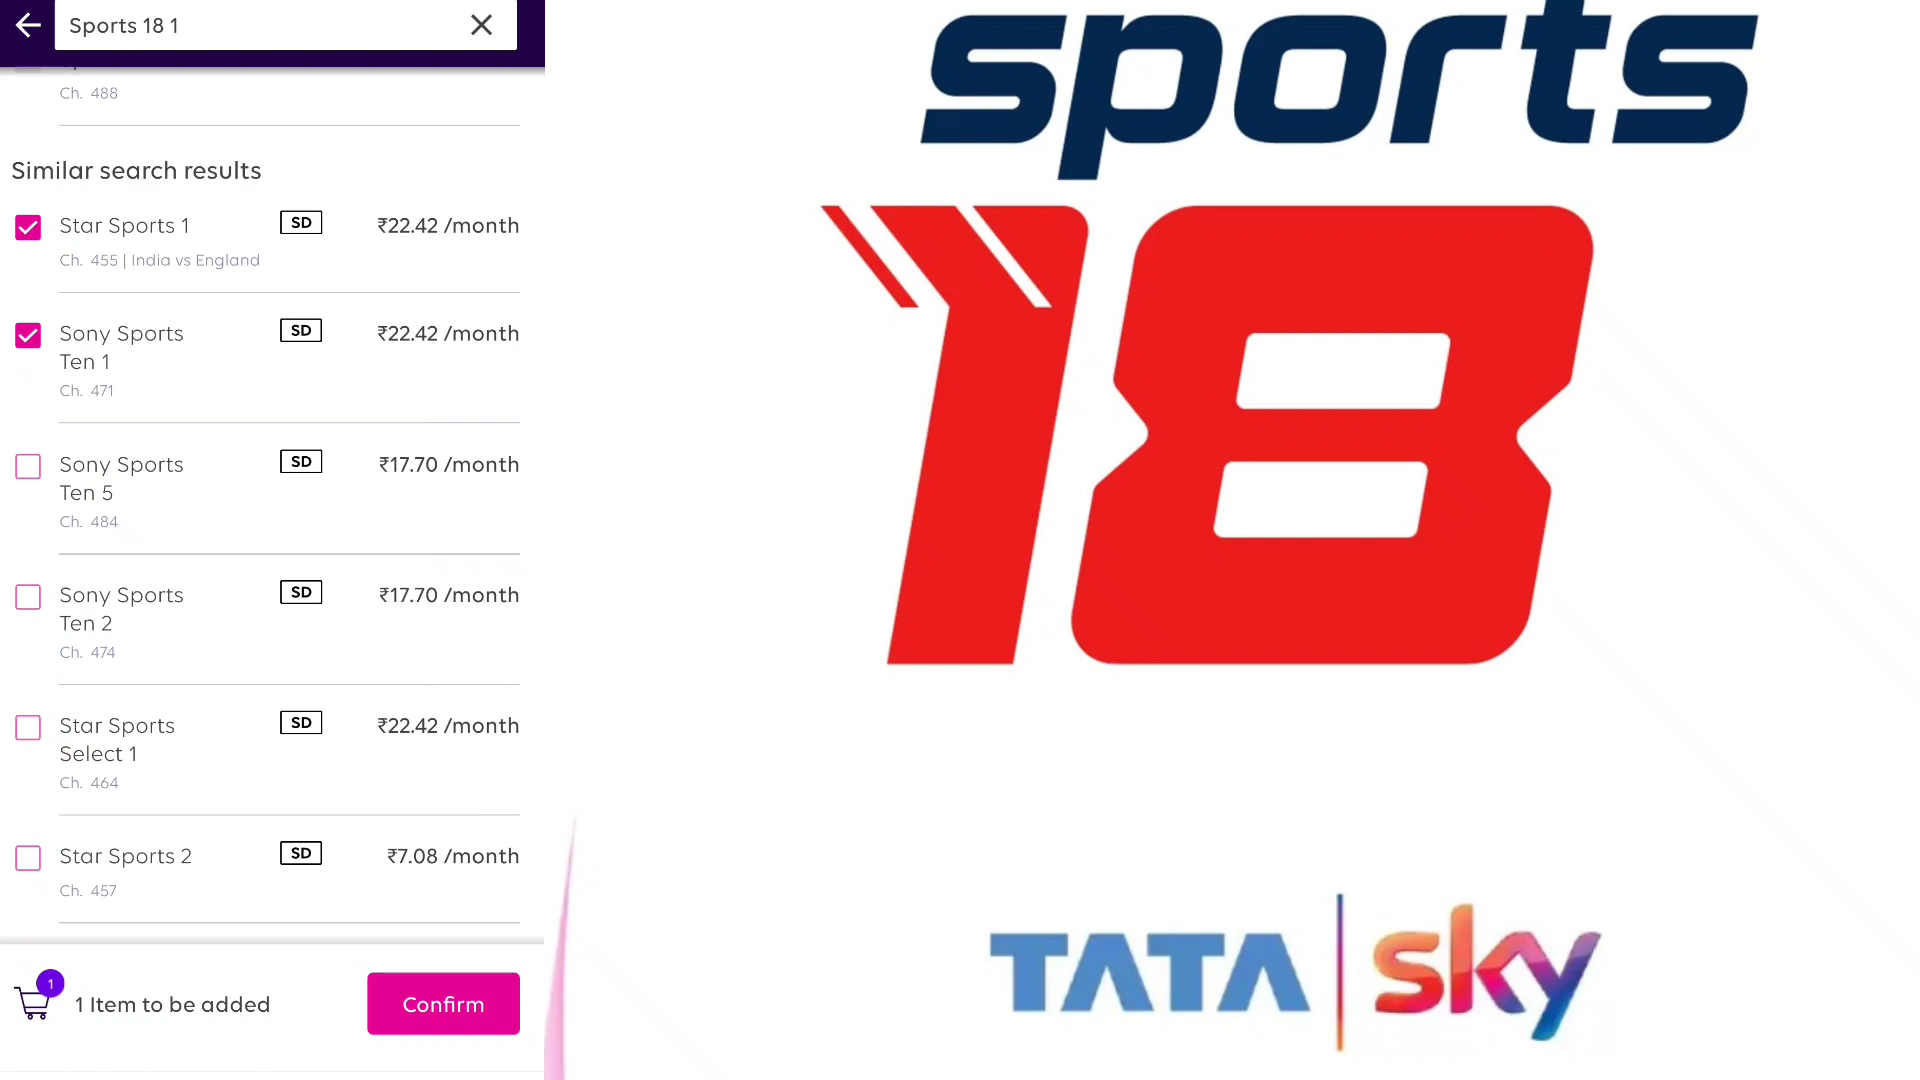 Sports 18 1
Ch. 488
Similar search results
Star Sports 1 SD ₹22.42 /month
Ch. 455 | India vs England
Sony Sports SD ₹22.42 /month
Ten 1
Ch. 471
Sony Sports SD ₹17.70 /month
Ten 5
Ch. 484
Sony Sports SD ₹17.70 /month
Ten 2
Ch. 474
Star Sports SD ₹22.42 /month
Select 1
Ch. 464
Star Sports 2 SD ₹7.08 /month
Ch. 457
1
1 Item to be added
Confirm
sports
18
TATA sky